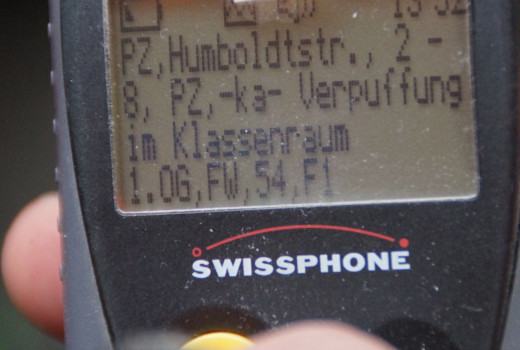 PZ,Humboldtstr., 2 -
8, PZ,-ka- Verpuffung
im Klassenraum
1.OG,FW,54,F1
SWISSPHONE